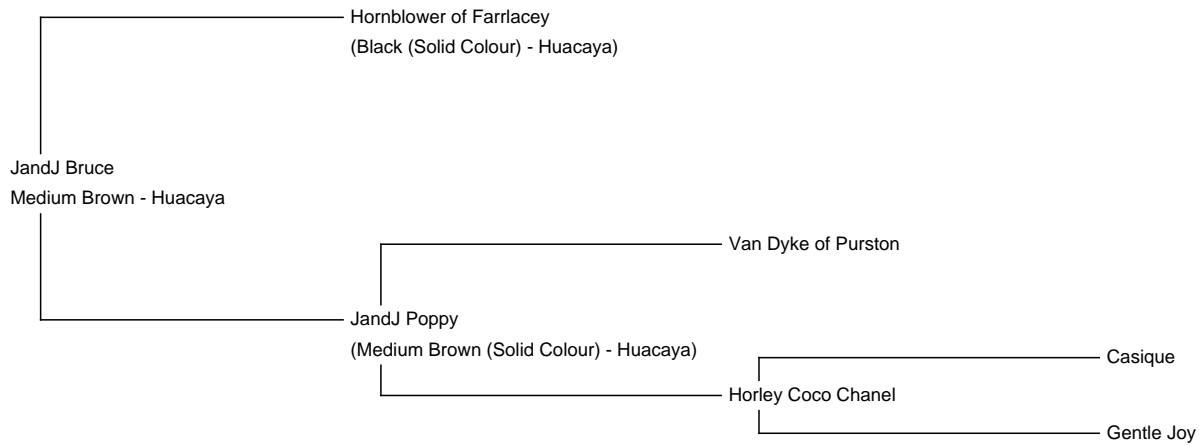 Hornblower of Farrlacey
(Black (Solid Colour) - Huacaya)
JandJ Bruce
Medium Brown - Huacaya
Van Dyke of Purston
JandJ Poppy
(Medium Brown (Solid Colour) - Huacaya)
Casique
Horley Coco Chanel
Gentle Joy